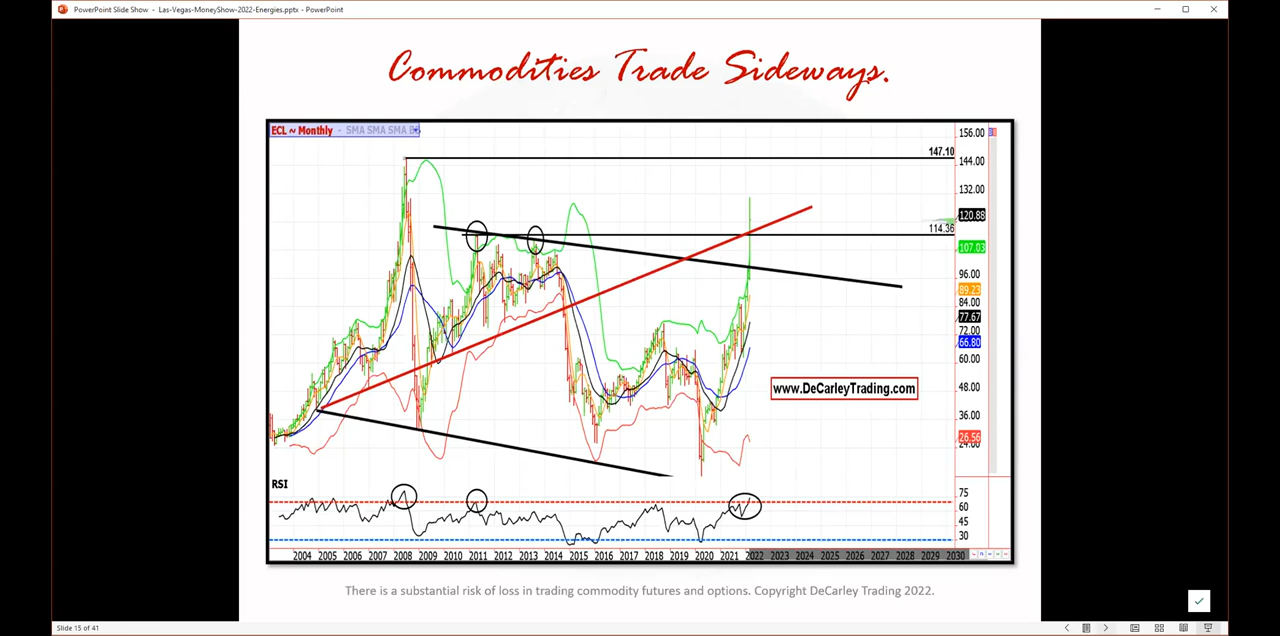 PowerPoint Slide Show - Las-Vegas-MoneyShow-2022-Energies.pptx - PowerPoint
Commodities Trade Sideways.
ECL ~ Monthly - SMA SMA SMA
156.00
147.10
144.00
132.00
120.88
114.36
107.03
96.00
89.23
84.00
77.67
72.00
66.80
60.00
www.DeCarleyTrading.com
48.00
36.00
26.56
24.00
RSI
75
60
45
30
2004 2005 2006 2007 2008 2009 2010 2011 2012 2013 2014 2015 2016 2017 2018 2019 2020 2021 2022 2023 2024 2025 2026 2027 2028 2029 2030
There is a substantial risk of loss in trading commodity futures and options. Copyright DeCarley Trading 2022.
Slide 15 of 41